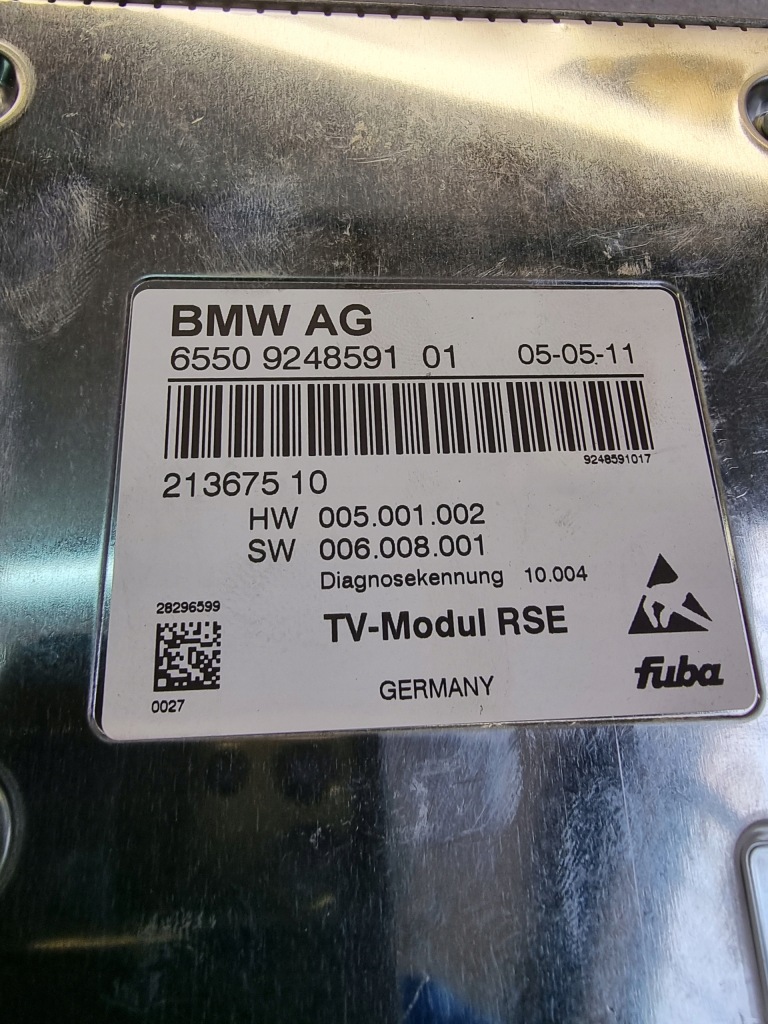 BMW AG
6550 9248591 01 05-05-11
9248591017
213675 10
HW 005.001.002
SW 006.008.001
Diagnosekennung 10.004
28296599
TV-Modul RSE
fuba
GERMANY
0027